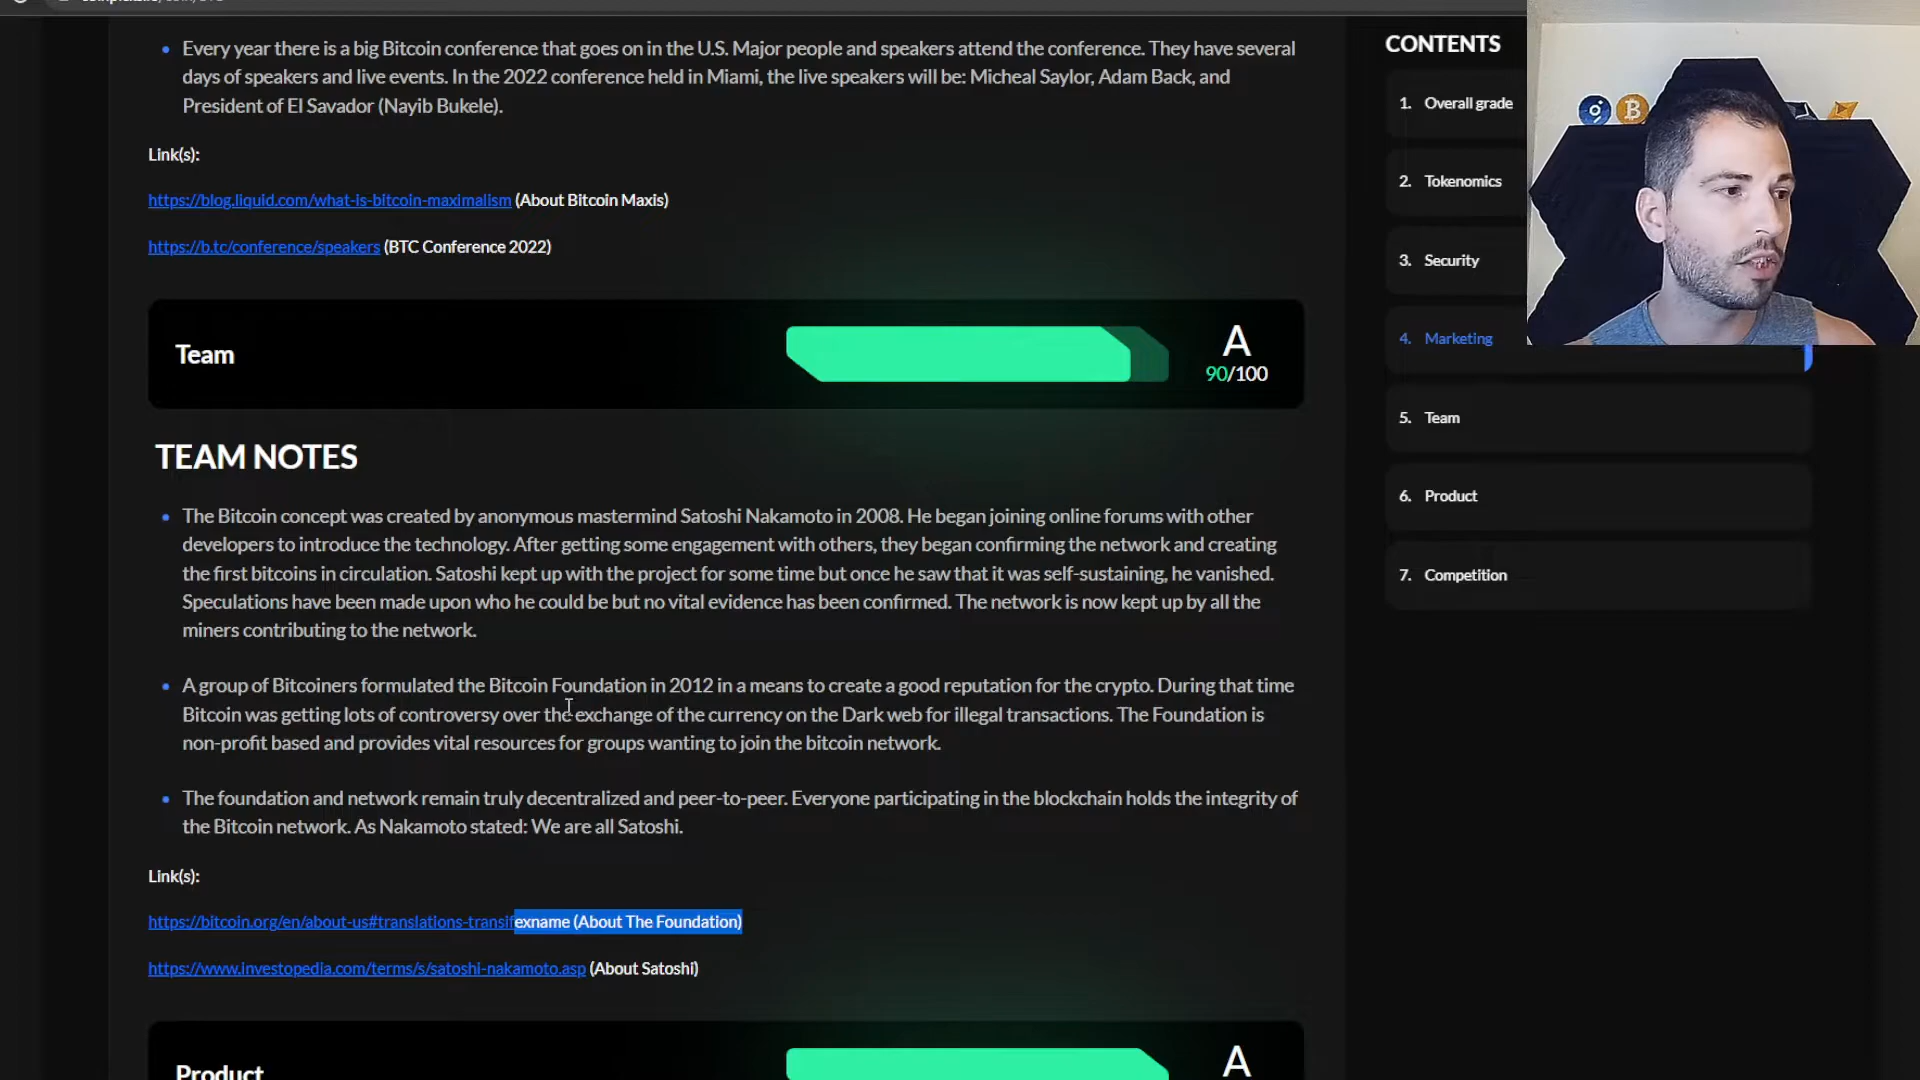 Every year there is a big Bitcoin conference that goes on in the U.S. Major people and speakers attend the conference. They have several
days of speakers and live events. In the 2022 conference held in Miami, the live speakers will be: Micheal Saylor, Adam Back, and
President of El Savador (Nayib Bukele).
Link(s):
https://blog.liquid.com/what-is-bitcoin-maximalism (About Bitcoin Maxis)
https://b.tc/conference/speakers (BTC Conference 2022)
Team
A
90/100
TEAM NOTES
The Bitcoin concept was created by anonymous mastermind Satoshi Nakamoto in 2008. He began joining online forums with other
developers to introduce the technology. After getting some engagement with others, they began confirming the network and creating
the first bitcoins in circulation. Satoshi kept up with the project for some time but once he saw that it was self-sustaining, he vanished.
Speculations have been made upon who he could be but no vital evidence has been confirmed. The network is now kept up by all the
miners contributing to the network.
A group of Bitcoiners formulated the Bitcoin Foundation in 2012 in a means to create a good reputation for the crypto. During that time
Bitcoin was getting lots of controversy over the exchange of the currency on the Dark web for illegal transactions. The Foundation is
non-profit based and provides vital resources for groups wanting to join the bitcoin network.
The foundation and network remain truly decentralized and peer-to-peer. Everyone participating in the blockchain holds the integrity of
the Bitcoin network. As Nakamoto stated: We are all Satoshi.
Link(s):
https://bitcoin.org/en/about-us#translations-transifexname (About The Foundation)
https://www.investopedia.com/terms/s/satoshi-nakamoto.asp (About Satoshi)
Product
A
CONTENTS
1. Overall grade
2. Tokenomics
3. Security
4. Marketing
5. Team
6. Product
7. Competition